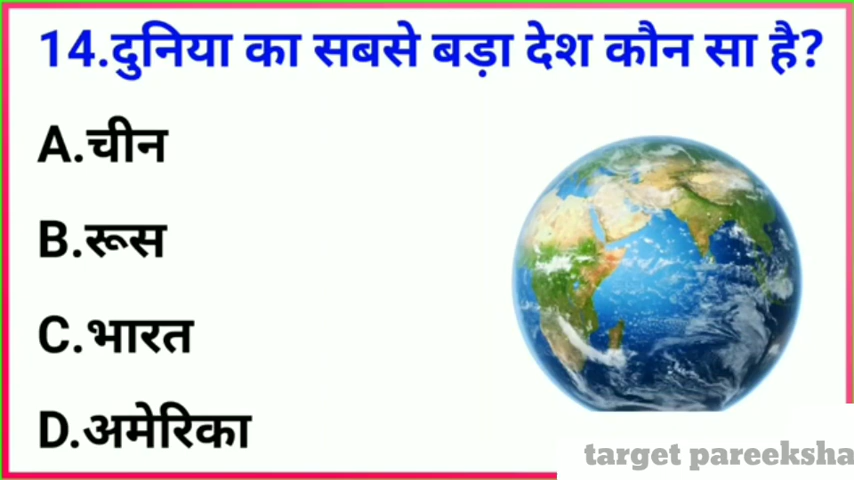 14.दुनिया का सबसे बड़ा देश कौन सा है?
A.चीन
B.रूस
C.भारत
D.अमेरिका
target pareeksha